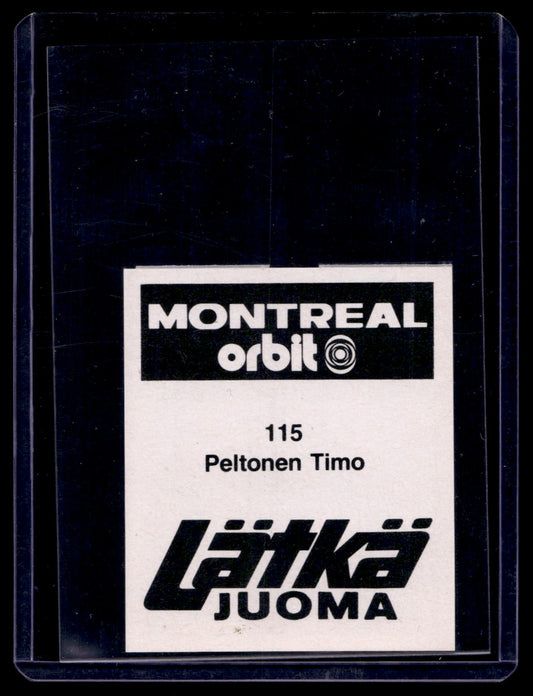 MONTREAL
orbit
115
Peltonen Timo
Lätkä
JUOMA